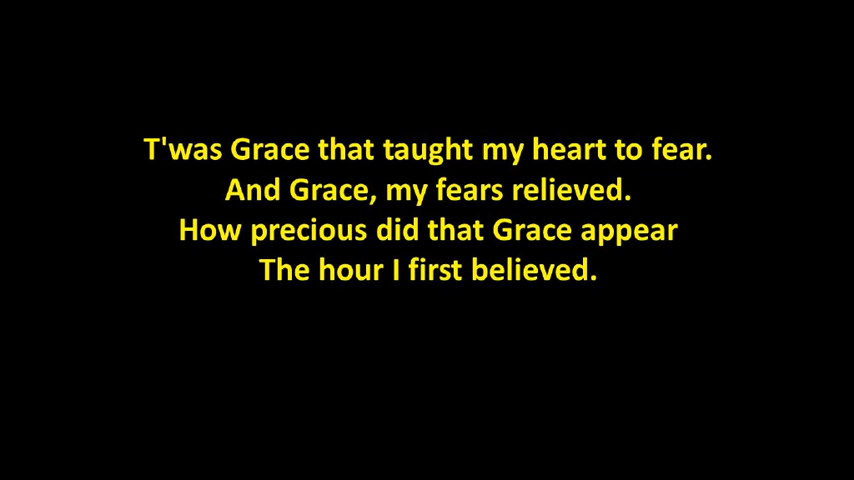 T'was Grace that taught my heart to fear.
And Grace, my fears relieved.
How precious did that Grace appear
The hour I first believed.